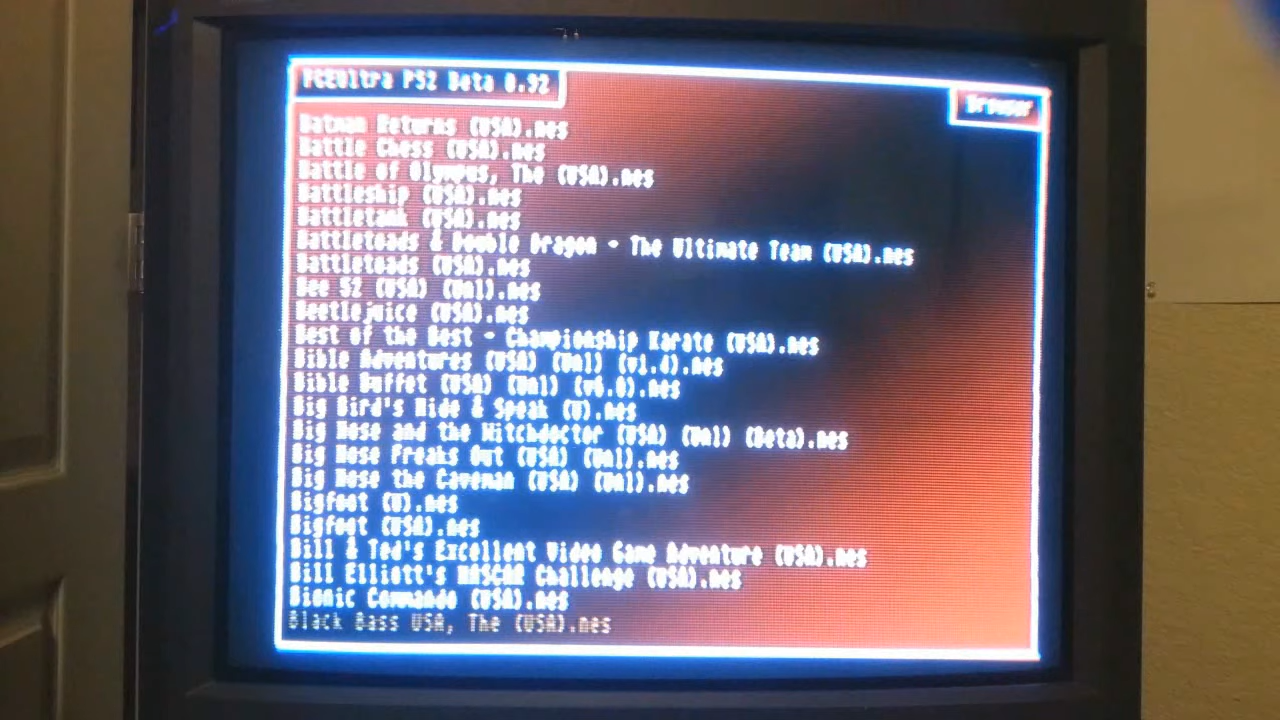 FCEUltra PS2 Beta 0.92
Browser
Batman Returns (USA).nes
Battle Chess (USA).nes
Battle of Olympus, The (USA).nes
Battleship (USA).nes
Battletank (USA).nes
Battletoads & Double Dragon - The Ultimate Team (USA).nes
Battletoads (USA).nes
Bee 52 (USA) (Unl).nes
Beetlejuice (USA).nes
Best of the Best - Championship Karate (USA).nes
Bible Adventures (USA) (Unl) (v1.4).nes
Bible Buffet (USA) (Unl) (v6.0).nes
Big Bird's Hide & Speak (U).nes
Big Nose and the Witchdoctor (USA) (Unl) (Beta).nes
Big Nose Freaks Out (USA) (Unl).nes
Big Nose the Caveman (USA) (Unl).nes
Bigfoot (U).nes
Bigfoot (USA).nes
Bill & Ted's Excellent Video Game Adventure (USA).nes
Bill Elliott's NASCAR Challenge (USA).nes
Bionic Commando (USA).nes
Black Bass USA, The (USA).nes